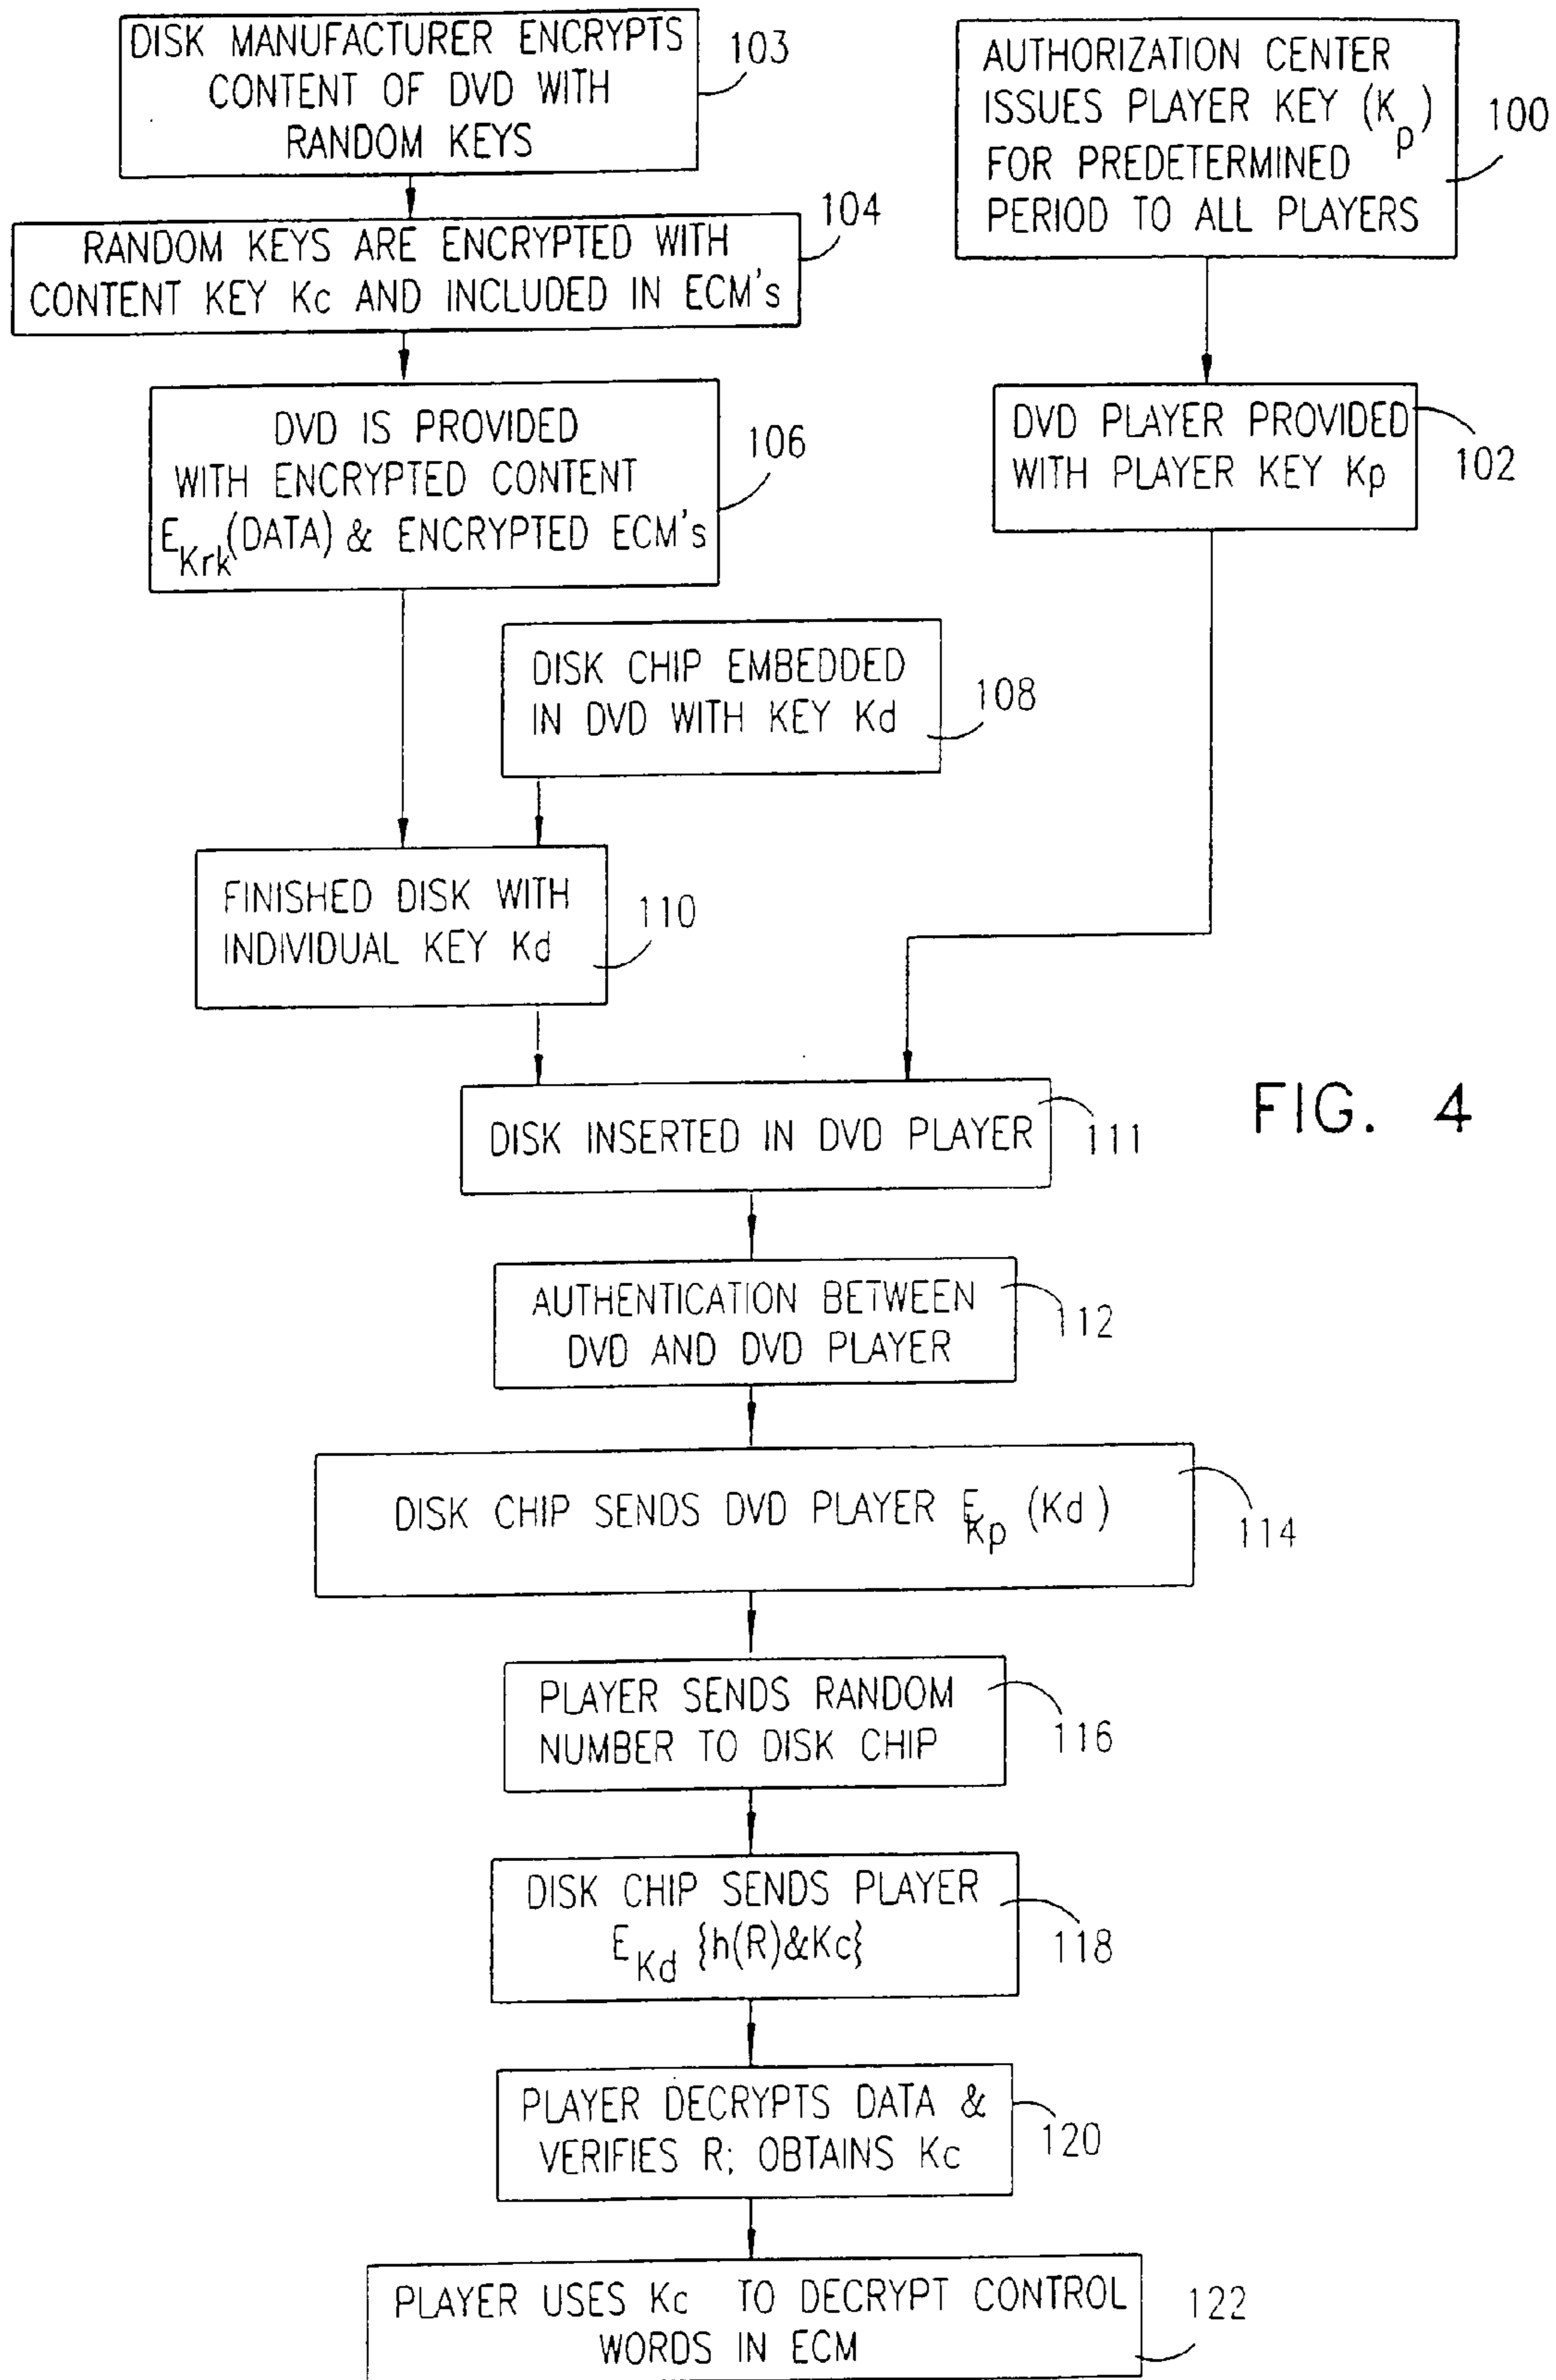 DISK MANUFACTURER ENCRYPTS
CONTENT OF DVD WITH
RANDOM KEYS
103
AUTHORIZATION CENTER
ISSUES PLAYER KEY (Kp)
FOR PREDETERMINED
PERIOD TO ALL PLAYERS
100
RANDOM KEYS ARE ENCRYPTED WITH
CONTENT KEY Kc AND INCLUDED IN ECM's
104
DVD IS PROVIDED
WITH ENCRYPTED CONTENT
EKrk(DATA) & ENCRYPTED ECM's
106
DVD PLAYER PROVIDED
WITH PLAYER KEY Kp
102
DISK CHIP EMBEDDED
IN DVD WITH KEY Kd
108
FINISHED DISK WITH
INDIVIDUAL KEY Kd
110
DISK INSERTED IN DVD PLAYER
111
FIG. 4
AUTHENTICATION BETWEEN
DVD AND DVD PLAYER
112
DISK CHIP SENDS DVD PLAYER EKp (Kd)
114
PLAYER SENDS RANDOM
NUMBER TO DISK CHIP
116
DISK CHIP SENDS PLAYER
EKd {h(R)&Kc}
118
PLAYER DECRYPTS DATA &
VERIFIES R; OBTAINS Kc
120
PLAYER USES Kc TO DECRYPT CONTROL
WORDS IN ECM
122